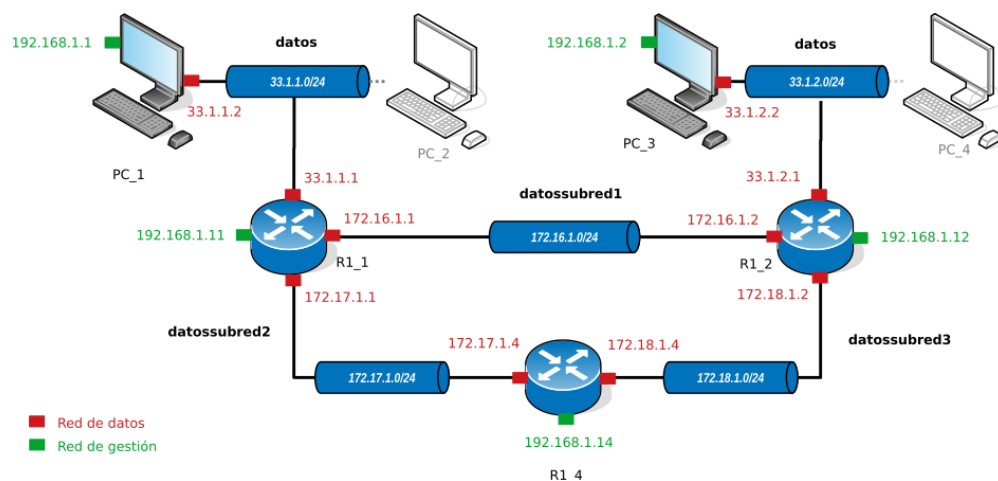 192.168.1.1
datos
33.1.1.0/24
33.1.1.2
PC_1
PC_2
192.168.1.2
datos
33.1.2.0/24
33.1.2.2
PC_3
PC_4
33.1.1.1
192.168.1.11
172.16.1.1
R1_1
172.17.1.1
datossubred1
172.16.1.0/24
33.1.2.1
172.16.1.2
192.168.1.12
R1_2
172.18.1.2
datossubred2
172.17.1.0/24
172.17.1.4
172.18.1.4
datossubred3
172.18.1.0/24
192.168.1.14
R1_4
Red de datos
Red de gestión